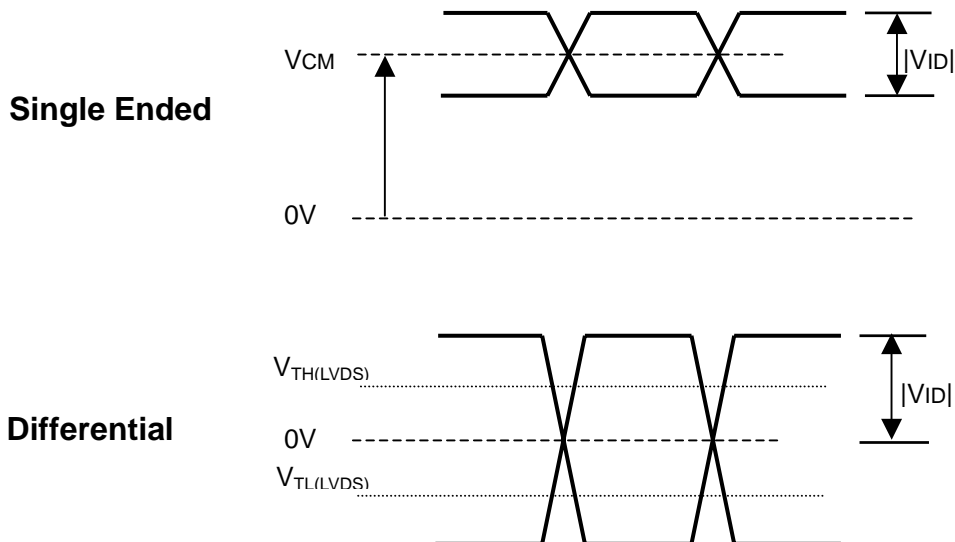 VCM
|VID|
Single Ended
0V
VTH(LVDS)
|VID|
Differential
0V
VTL(LVDS)